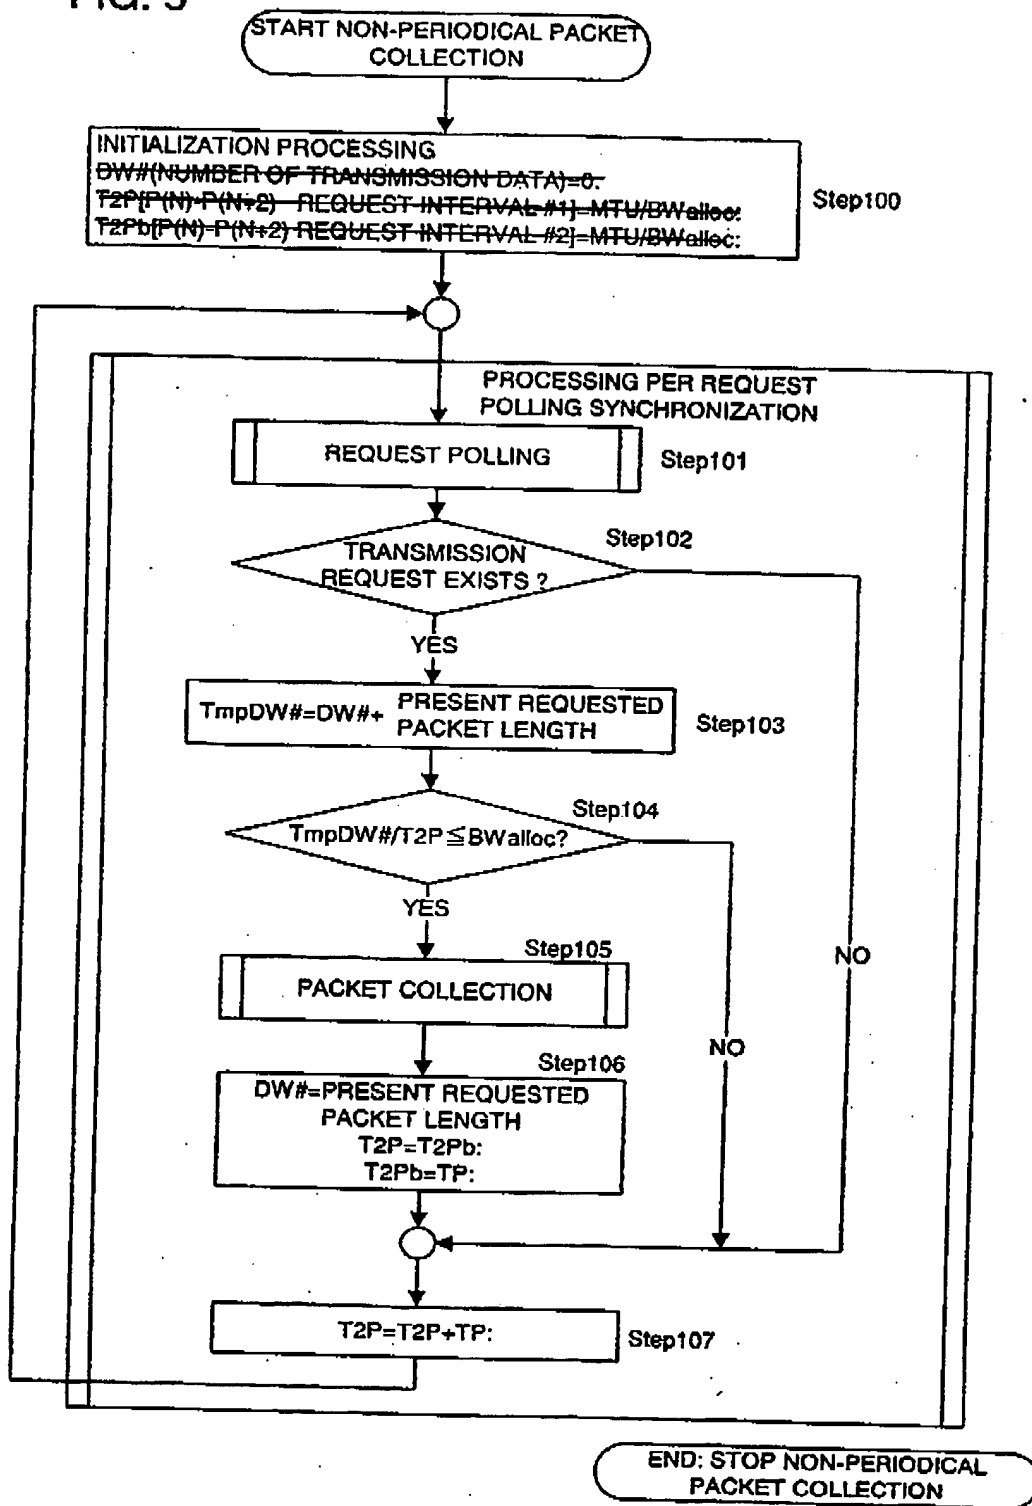 FIG. 5
START NON-PERIODICAL PACKET
COLLECTION
INITIALIZATION PROCESSING
DW#(NUMBER OF TRANSMISSION DATA)=0.
T2P[P(N)-P(N+2) REQUEST INTERVAL #1]=MTU/BWalloc:
T2Pb[P(N)-P(N+2) REQUEST INTERVAL #2]=MTU/BWalloc:
Step100
PROCESSING PER REQUEST
POLLING SYNCHRONIZATION
REQUEST POLLING
Step101
Step102
TRANSMISSION
REQUEST EXISTS ?
YES
TmpDW#=DW#+ PRESENT REQUESTED
PACKET LENGTH
Step103
Step104
TmpDW#/T2P≦BWalloc?
YES
NO
Step105
PACKET COLLECTION
NO
Step106
DW#=PRESENT REQUESTED
PACKET LENGTH
T2P=T2Pb:
T2Pb=TP:
T2P=T2P+TP:
Step107
END: STOP NON-PERIODICAL
PACKET COLLECTION